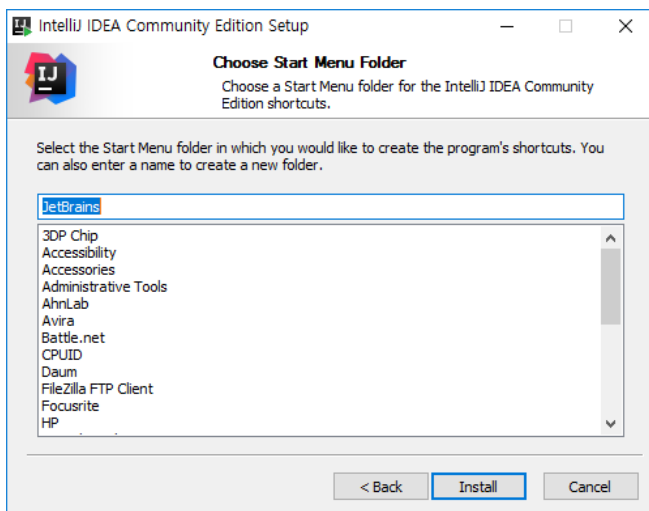 IntelliJ IDEA Community Edition Setup
IJ
Choose Start Menu Folder
Choose a Start Menu folder for the IntelliJ IDEA Community
Edition shortcuts.
Select the Start Menu folder in which you would like to create the program's shortcuts. You
can also enter a name to create a new folder.
JetBrains
3DP Chip
Accessibility
Accessories
Administrative Tools
AhnLab
Avira
Battle.net
CPUID
Daum
FileZilla FTP Client
Focusrite
HP
< Back
Install
Cancel